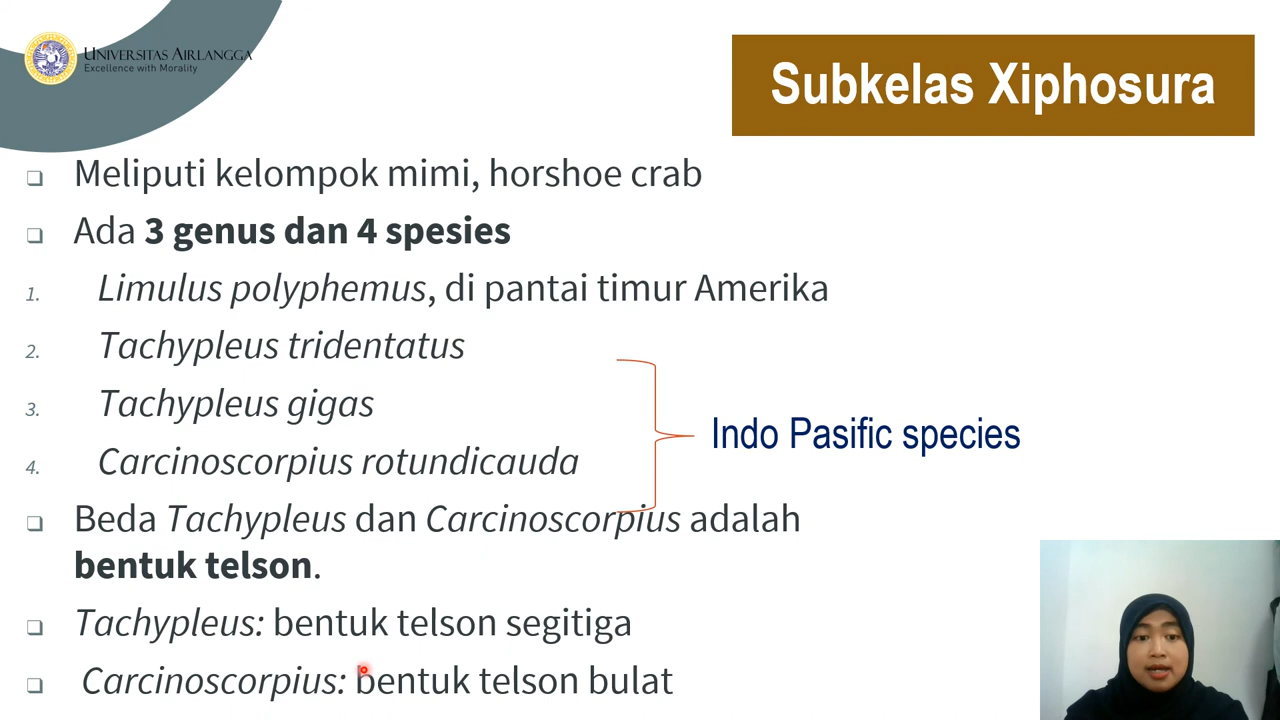 UNIVERSITAS AIRLANGGA
Excellence with Morality
Subkelas Xiphosura
❑ Meliputi kelompok mimi, horshoe crab
❑ Ada 3 genus dan 4 spesies
1. Limulus polyphemus, di pantai timur Amerika
2. Tachypleus tridentatus
3. Tachypleus gigas
4. Carcinoscorpius rotundicauda
Indo Pasific species
❑ Beda Tachypleus dan Carcinoscorpius adalah
bentuk telson.
❑ Tachypleus: bentuk telson segitiga
❑ Carcinoscorpius: bentuk telson bulat